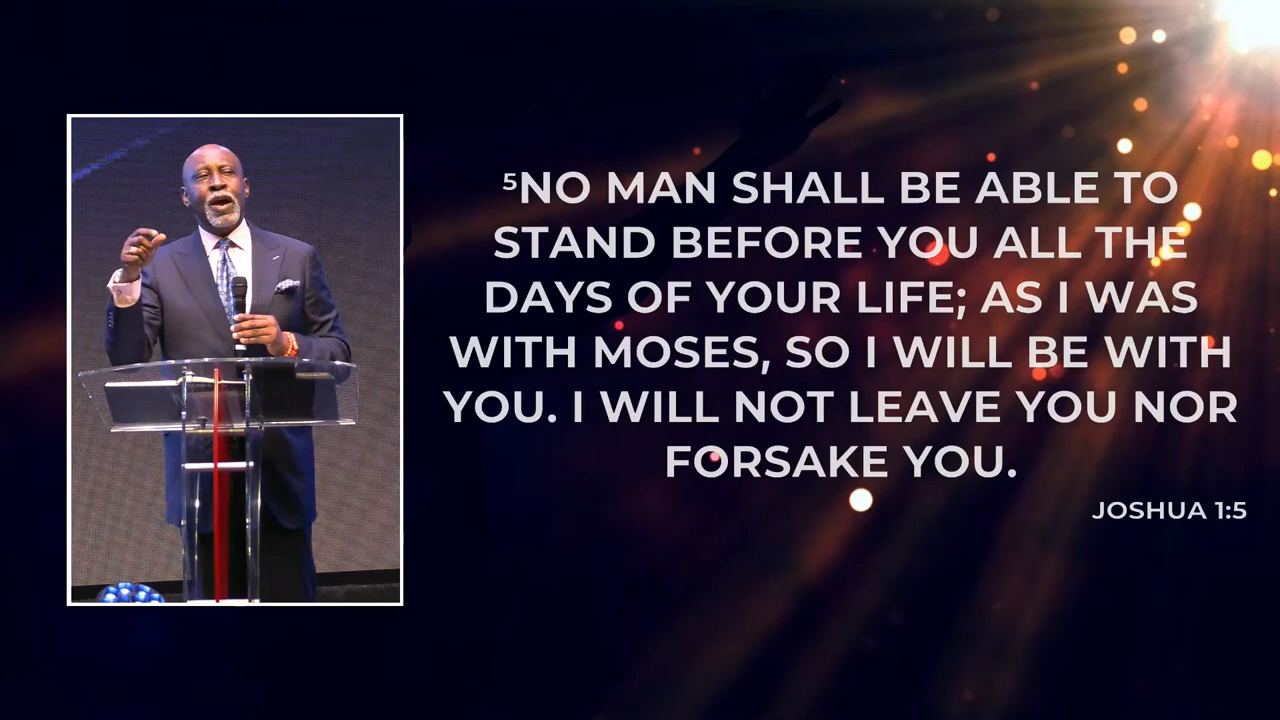 ⁵NO MAN SHALL BE ABLE TO
STAND BEFORE YOU ALL THE
DAYS OF YOUR LIFE; AS I WAS
WITH MOSES, SO I WILL BE WITH
YOU. I WILL NOT LEAVE YOU NOR
FORSAKE YOU.
JOSHUA 1:5